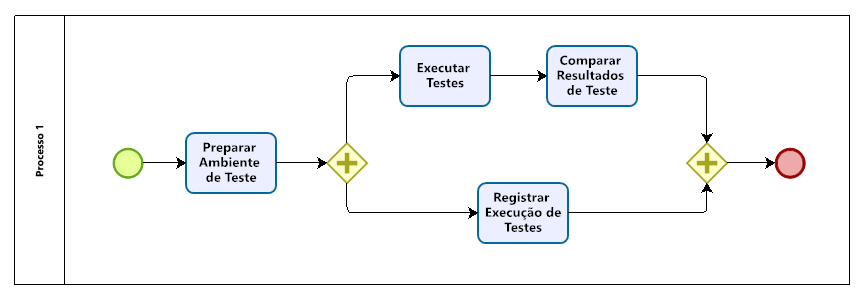 Processo 1
Preparar
Ambiente
de Teste
Executar
Testes
Comparar
Resultados
de Teste
Registrar
Execução de
Testes